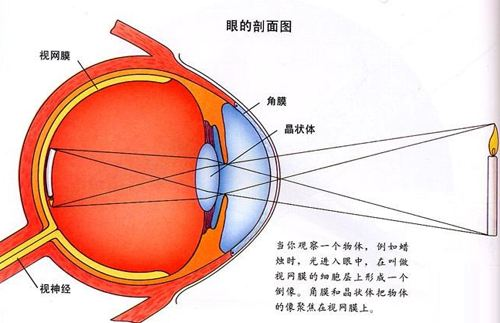 眼的剖面图
视网膜
角膜
晶状体
当你观察一个物体，例如蜡
烛时，光进入眼中，在叫做
视网膜的细胞层上形成一个
倒像。角膜和晶状体把物体
的像聚焦在视网膜上。
视神经